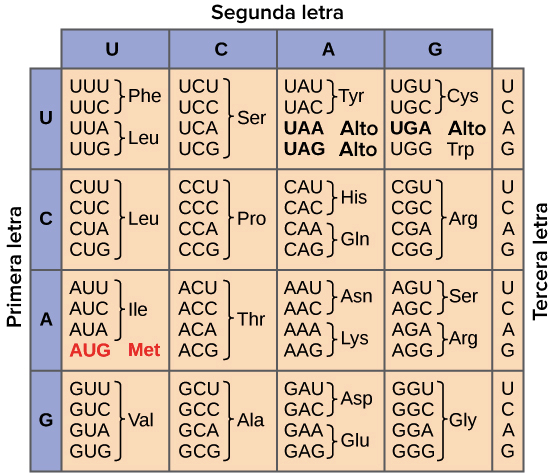 Segunda letra
U C A G
Primera letra
Tercera letra
U
UUU UCU UAU UGU U
UUC Phe UCC Ser UAC Tyr UGC Cys C
UUA UCA UAA Alto UGA Alto A
UUG Leu UCG UAG Alto UGG Trp G
C
CUU CCU CAU CGU U
CUC Leu CCC Pro CAC His CGC Arg C
CUA CCA CAA CGA A
CUG CCG CAG Gln CGG G
A
AUU ACU AAU AGU U
AUC Ile ACC Thr AAC Asn AGC Ser C
AUA ACA AAA AGA A
AUG Met ACG AAG Lys AGG Arg G
G
GUU GCU GAU GGU U
GUC Val GCC Ala GAC Asp GGC Gly C
GUA GCA GAA GGA A
GUG GCG GAG Glu GGG G